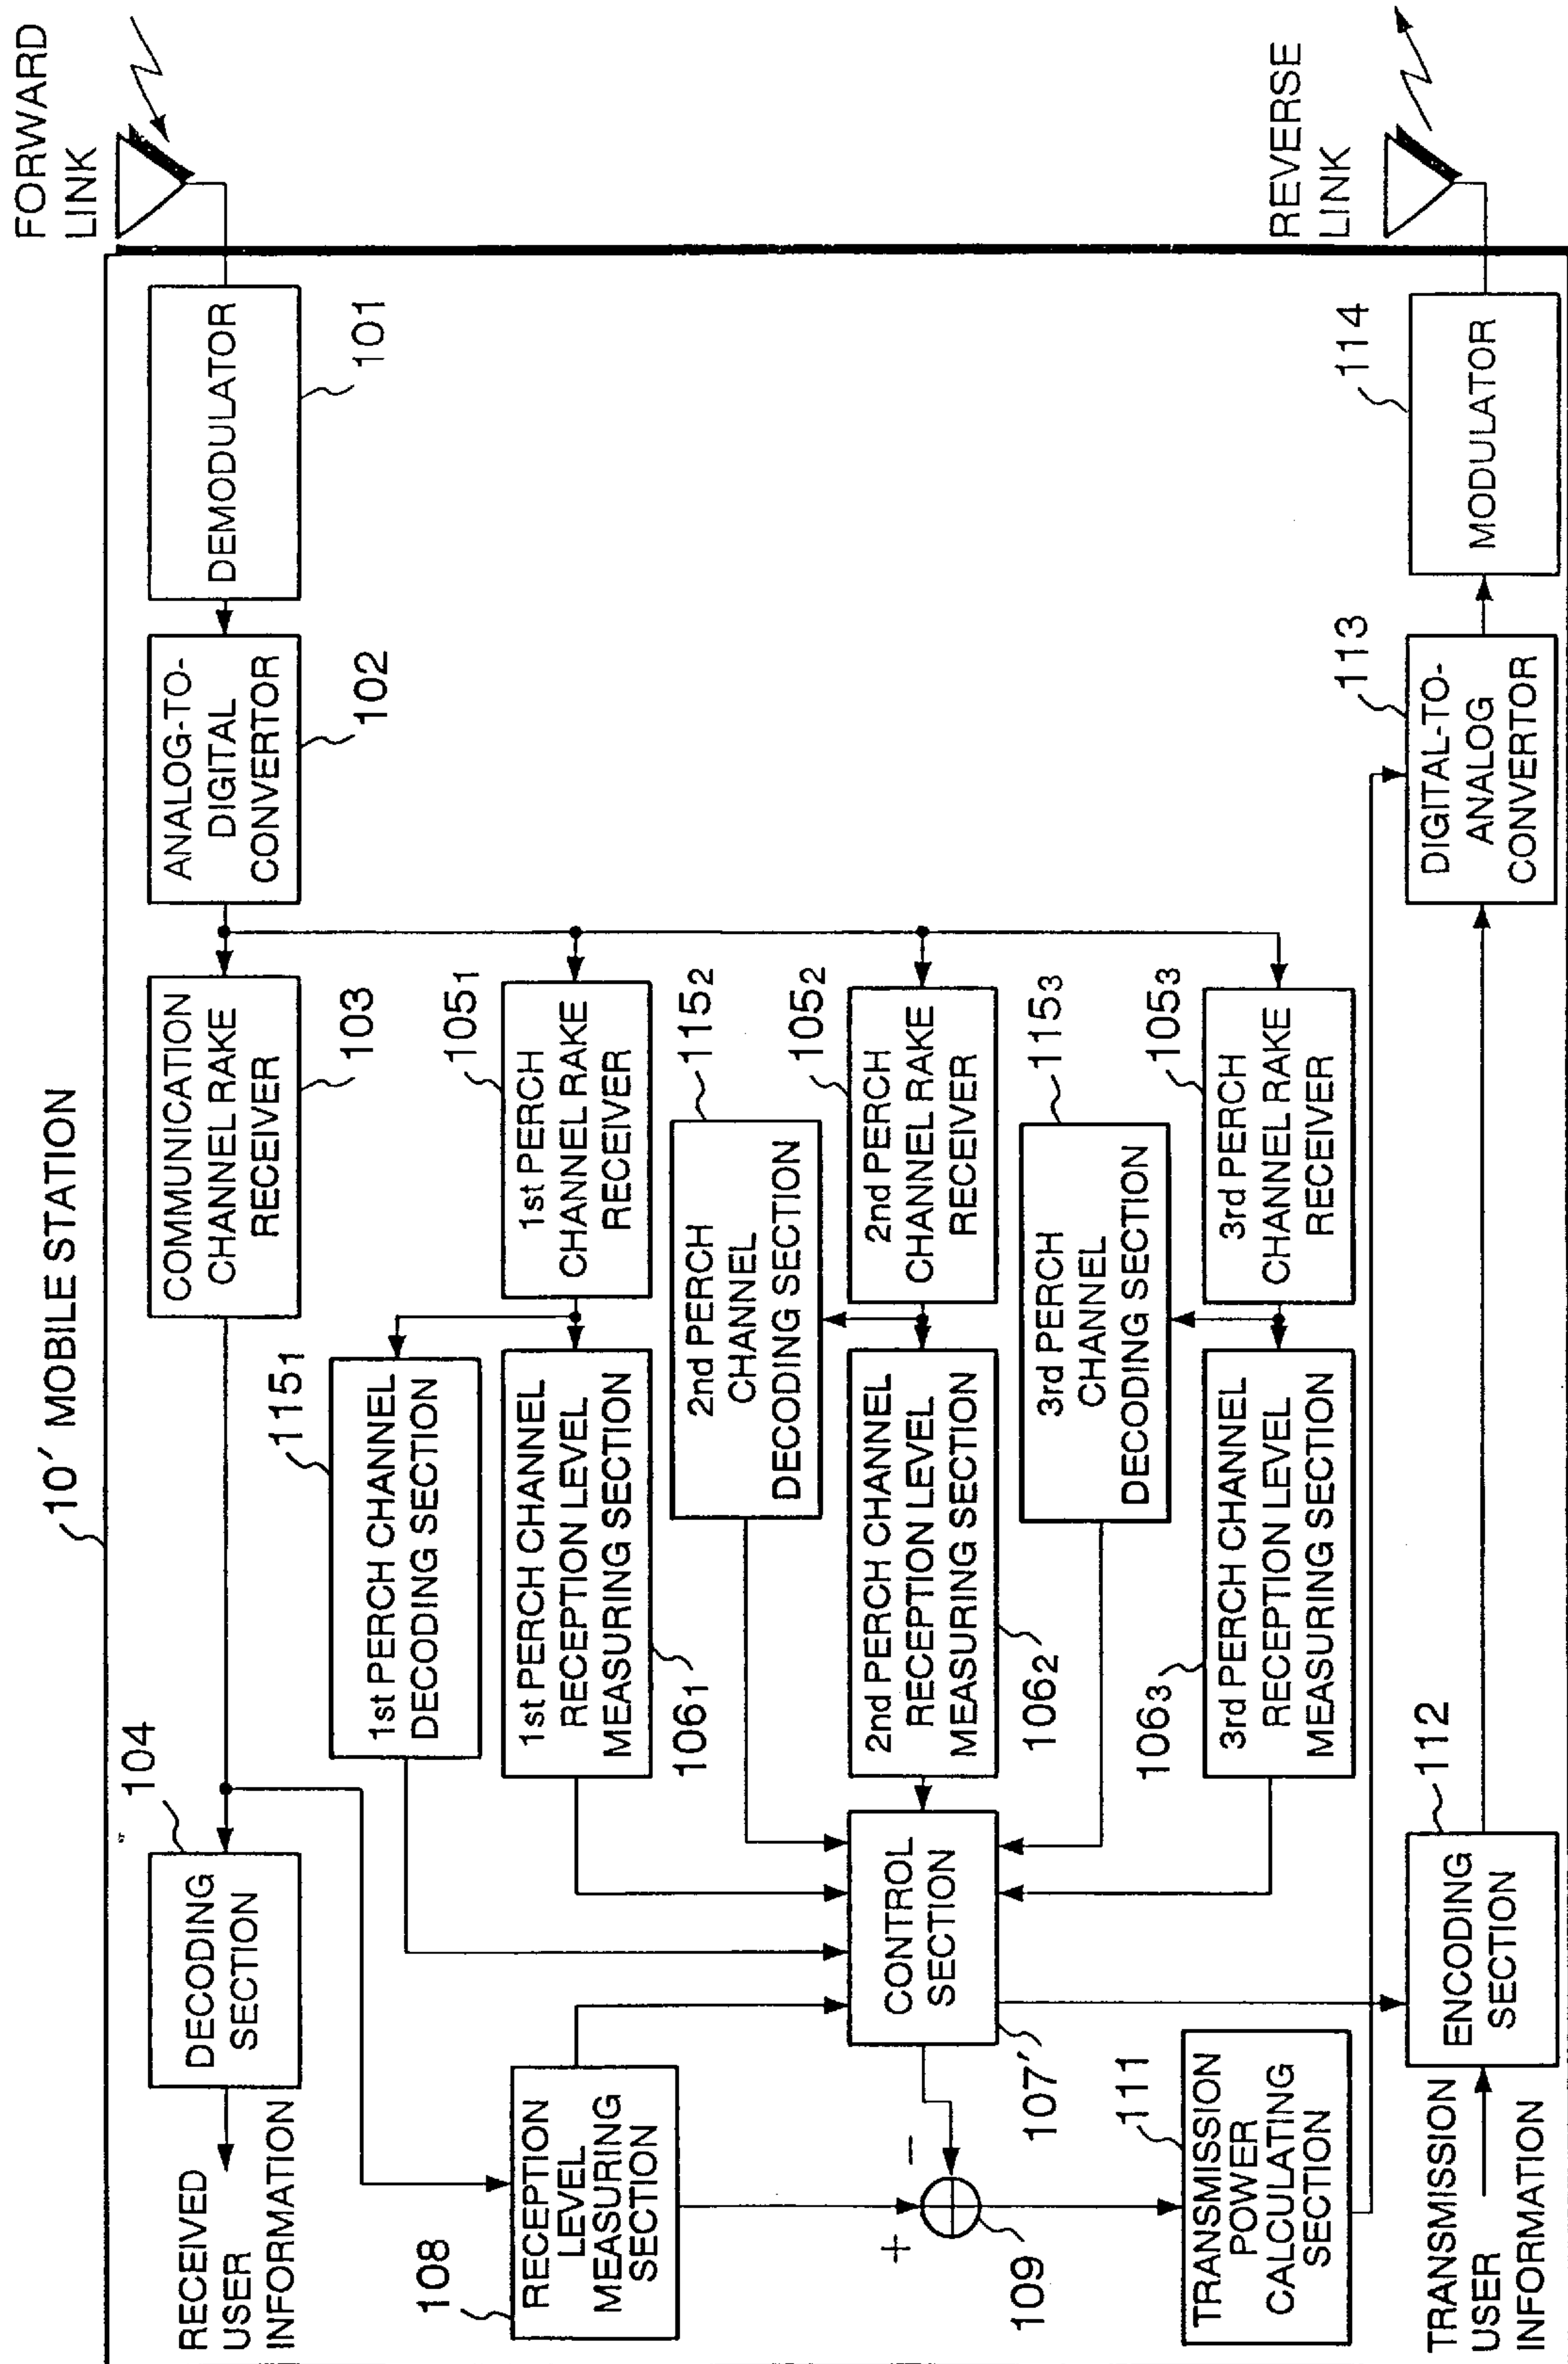 10′ MOBILE STATION
FORWARD
LINK
DEMODULATOR
101
ANALOG-TO-
DIGITAL
CONVERTOR
102
COMMUNICATION
CHANNEL RAKE
RECEIVER
103
104
DECODING
SECTION
RECEIVED
USER
INFORMATION
115₁
1st PERCH CHANNEL
DECODING SECTION
105₁
1st PERCH
CHANNEL RAKE
RECEIVER
1st PERCH CHANNEL
RECEPTION LEVEL
MEASURING SECTION
106₁
108
RECEPTION
LEVEL
MEASURING
SECTION
115₂
2nd PERCH
CHANNEL
DECODING SECTION
105₂
2nd PERCH
CHANNEL RAKE
RECEIVER
2nd PERCH CHANNEL
RECEPTION LEVEL
MEASURING SECTION
106₂
CONTROL
SECTION
107′
+
−
109
115₃
3rd PERCH
CHANNEL
DECODING SECTION
105₃
3rd PERCH
CHANNEL RAKE
RECEIVER
106₃
3rd PERCH CHANNEL
RECEPTION LEVEL
MEASURING SECTION
111
TRANSMISSION
POWER
CALCULATING
SECTION
TRANSMISSION
USER
INFORMATION
112
ENCODING
SECTION
113
DIGITAL-TO-
ANALOG
CONVERTOR
114
MODULATOR
REVERSE
LINK